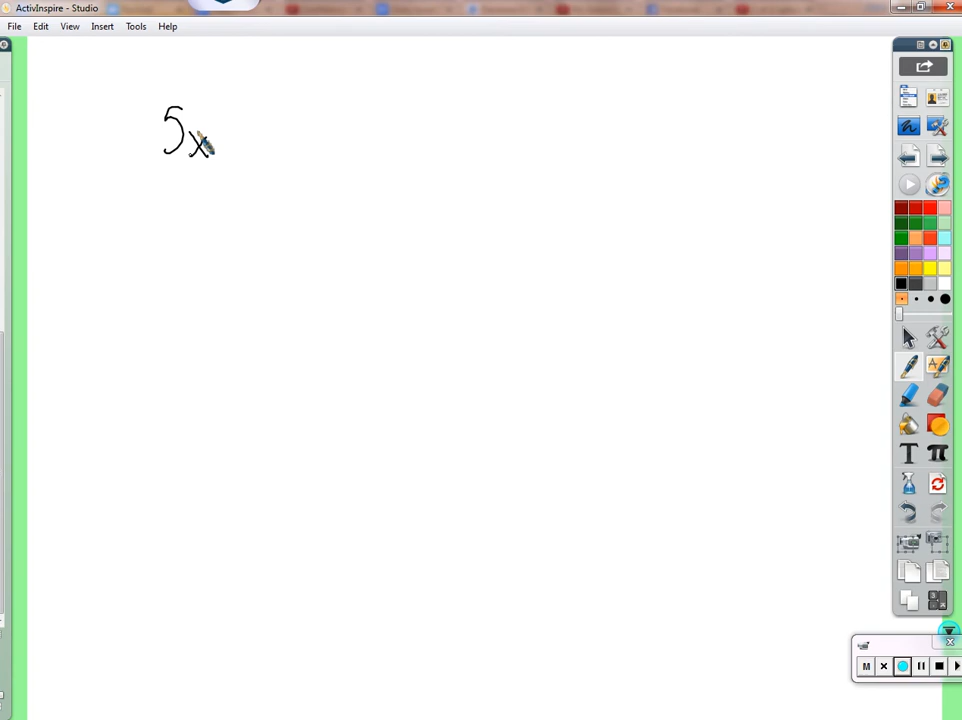 ActivInspire - Studio
File Edit View Insert Tools Help
5x
T π
M